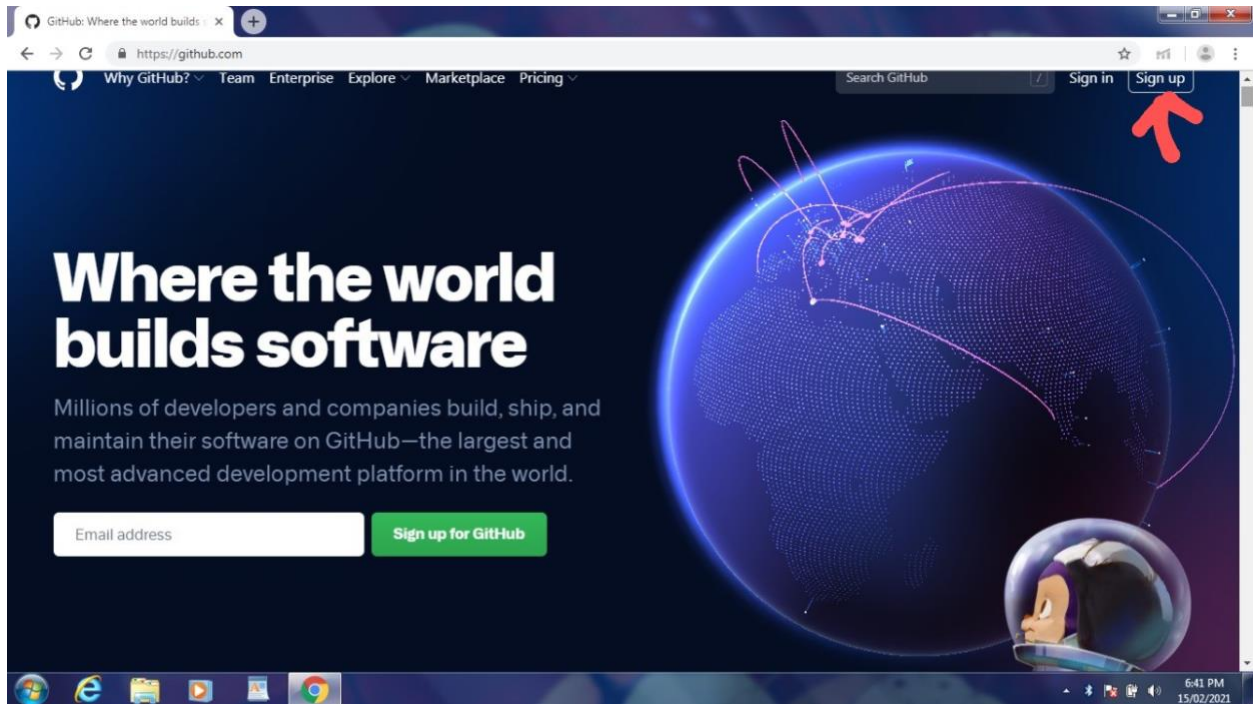 GitHub: Where the world builds s
https://github.com
Why GitHub? Team Enterprise Explore Marketplace Pricing Search GitHub / Sign in Sign up
Where the world
builds software
Millions of developers and companies build, ship, and
maintain their software on GitHub—the largest and
most advanced development platform in the world.
Email address Sign up for GitHub
6:41 PM
15/02/2021